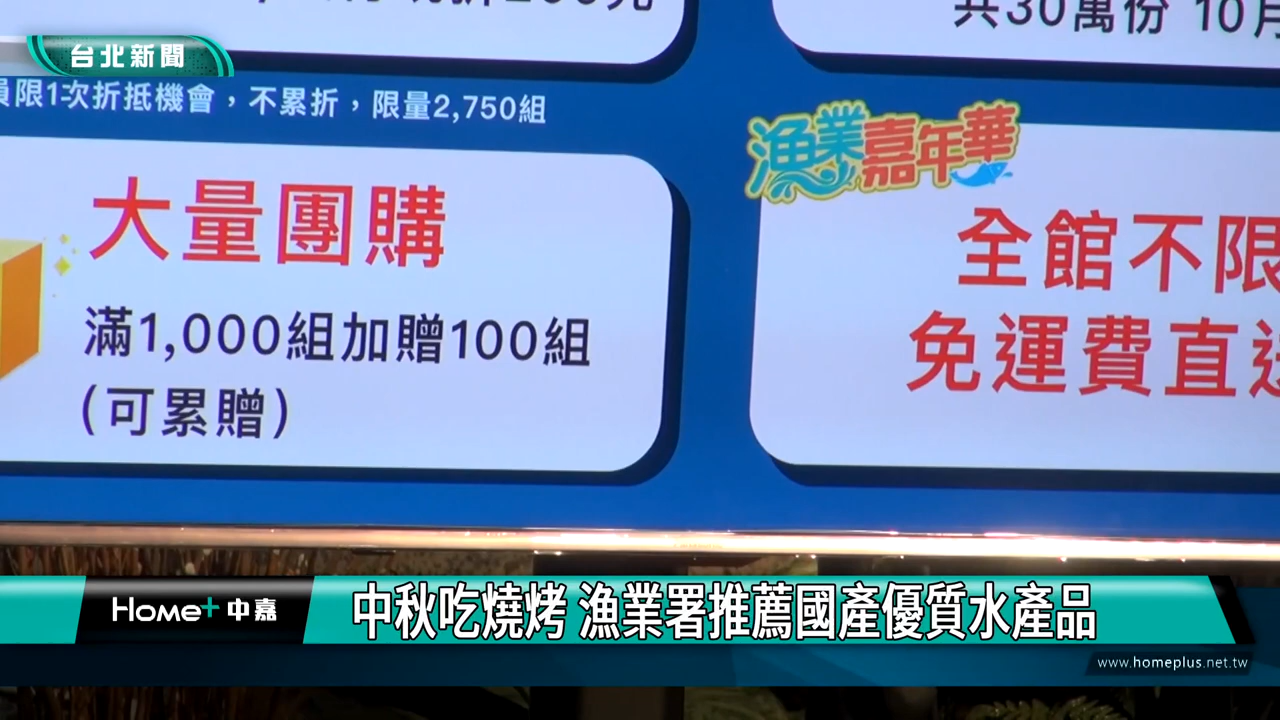 共30萬份 10月
台北新聞
員限1次折抵機會，不累折，限量2,750組
漁業嘉年華
大量團購
全館不限
滿1,000組加贈100組
免運費直送
(可累贈)
Home+中嘉
中秋吃燒烤 漁業署推薦國產優質水產品
www.homeplus.net.tw